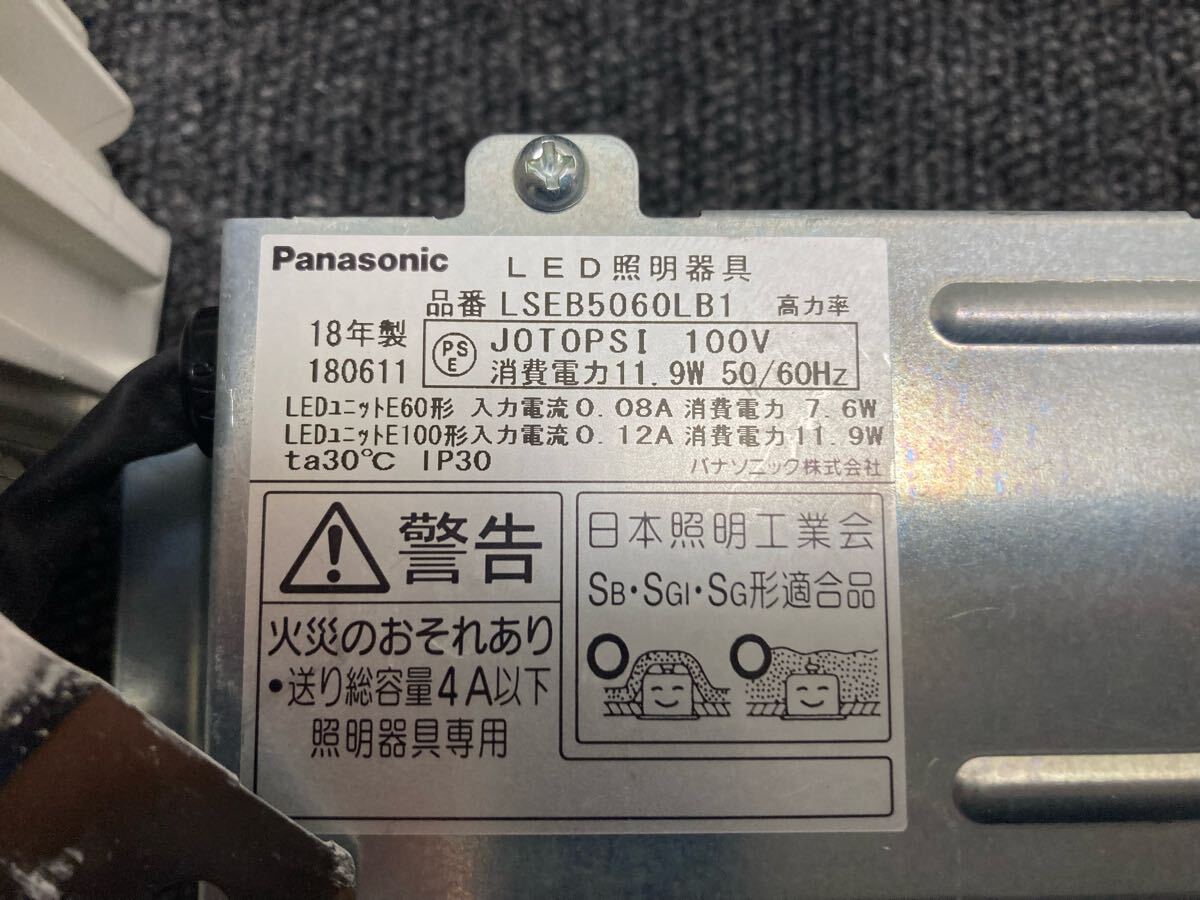 Panasonic LED照明器具
品番 LSEB5060LB1 高力率
18年製
180611
PSE JOTOPSI 100V
消費電力11.9W 50/60Hz
LEDユニットE60形 入力電流0.08A 消費電力 7.6W
LEDユニットE100形入力電流0.12A 消費電力11.9W
ta30℃ IP30 パナソニック株式会社
警告
火災のおそれあり
・送り総容量4A以下
照明器具専用
日本照明工業会
SB・SGI・SG形適合品